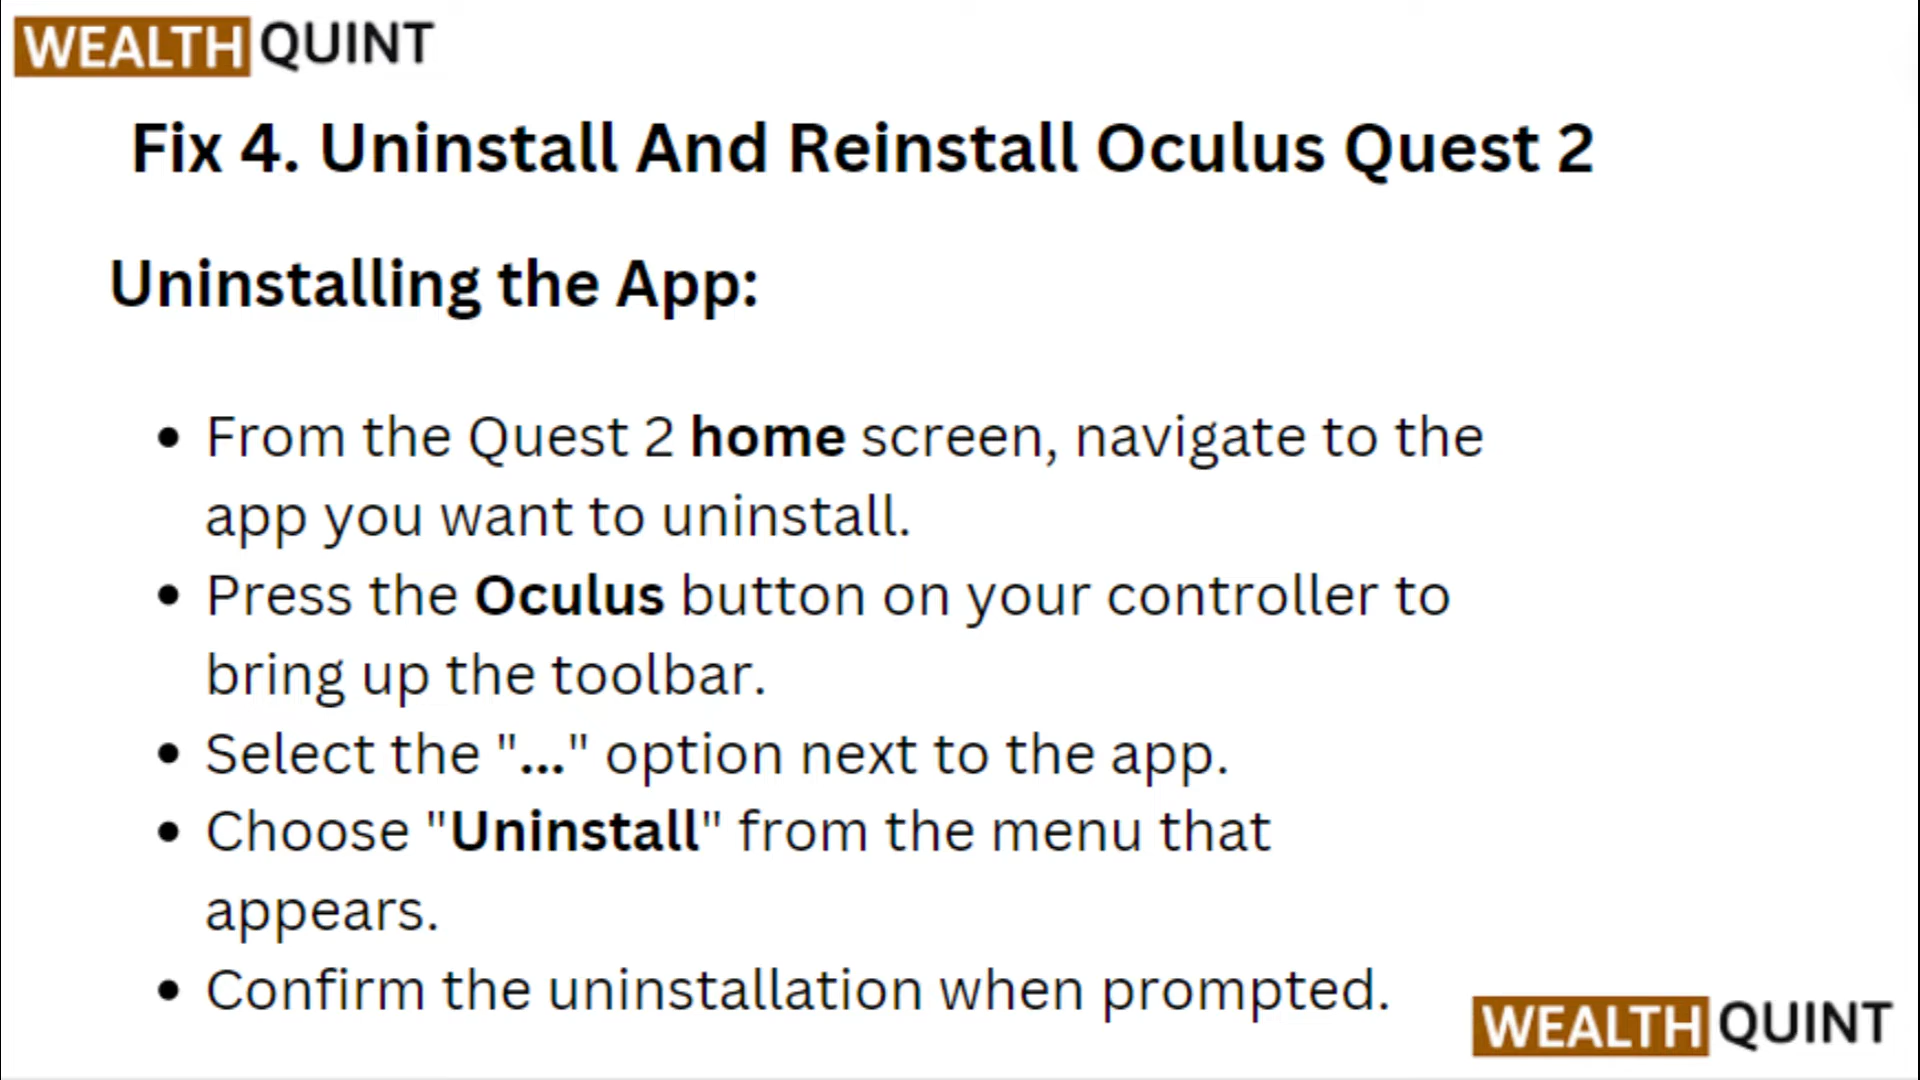 WEALTH QUINT
Fix 4. Uninstall And Reinstall Oculus Quest 2
Uninstalling the App:
• From the Quest 2 home screen, navigate to the
app you want to uninstall.
• Press the Oculus button on your controller to
bring up the toolbar.
• Select the "..." option next to the app.
• Choose "Uninstall" from the menu that
appears.
• Confirm the uninstallation when prompted.
WEALTH QUINT